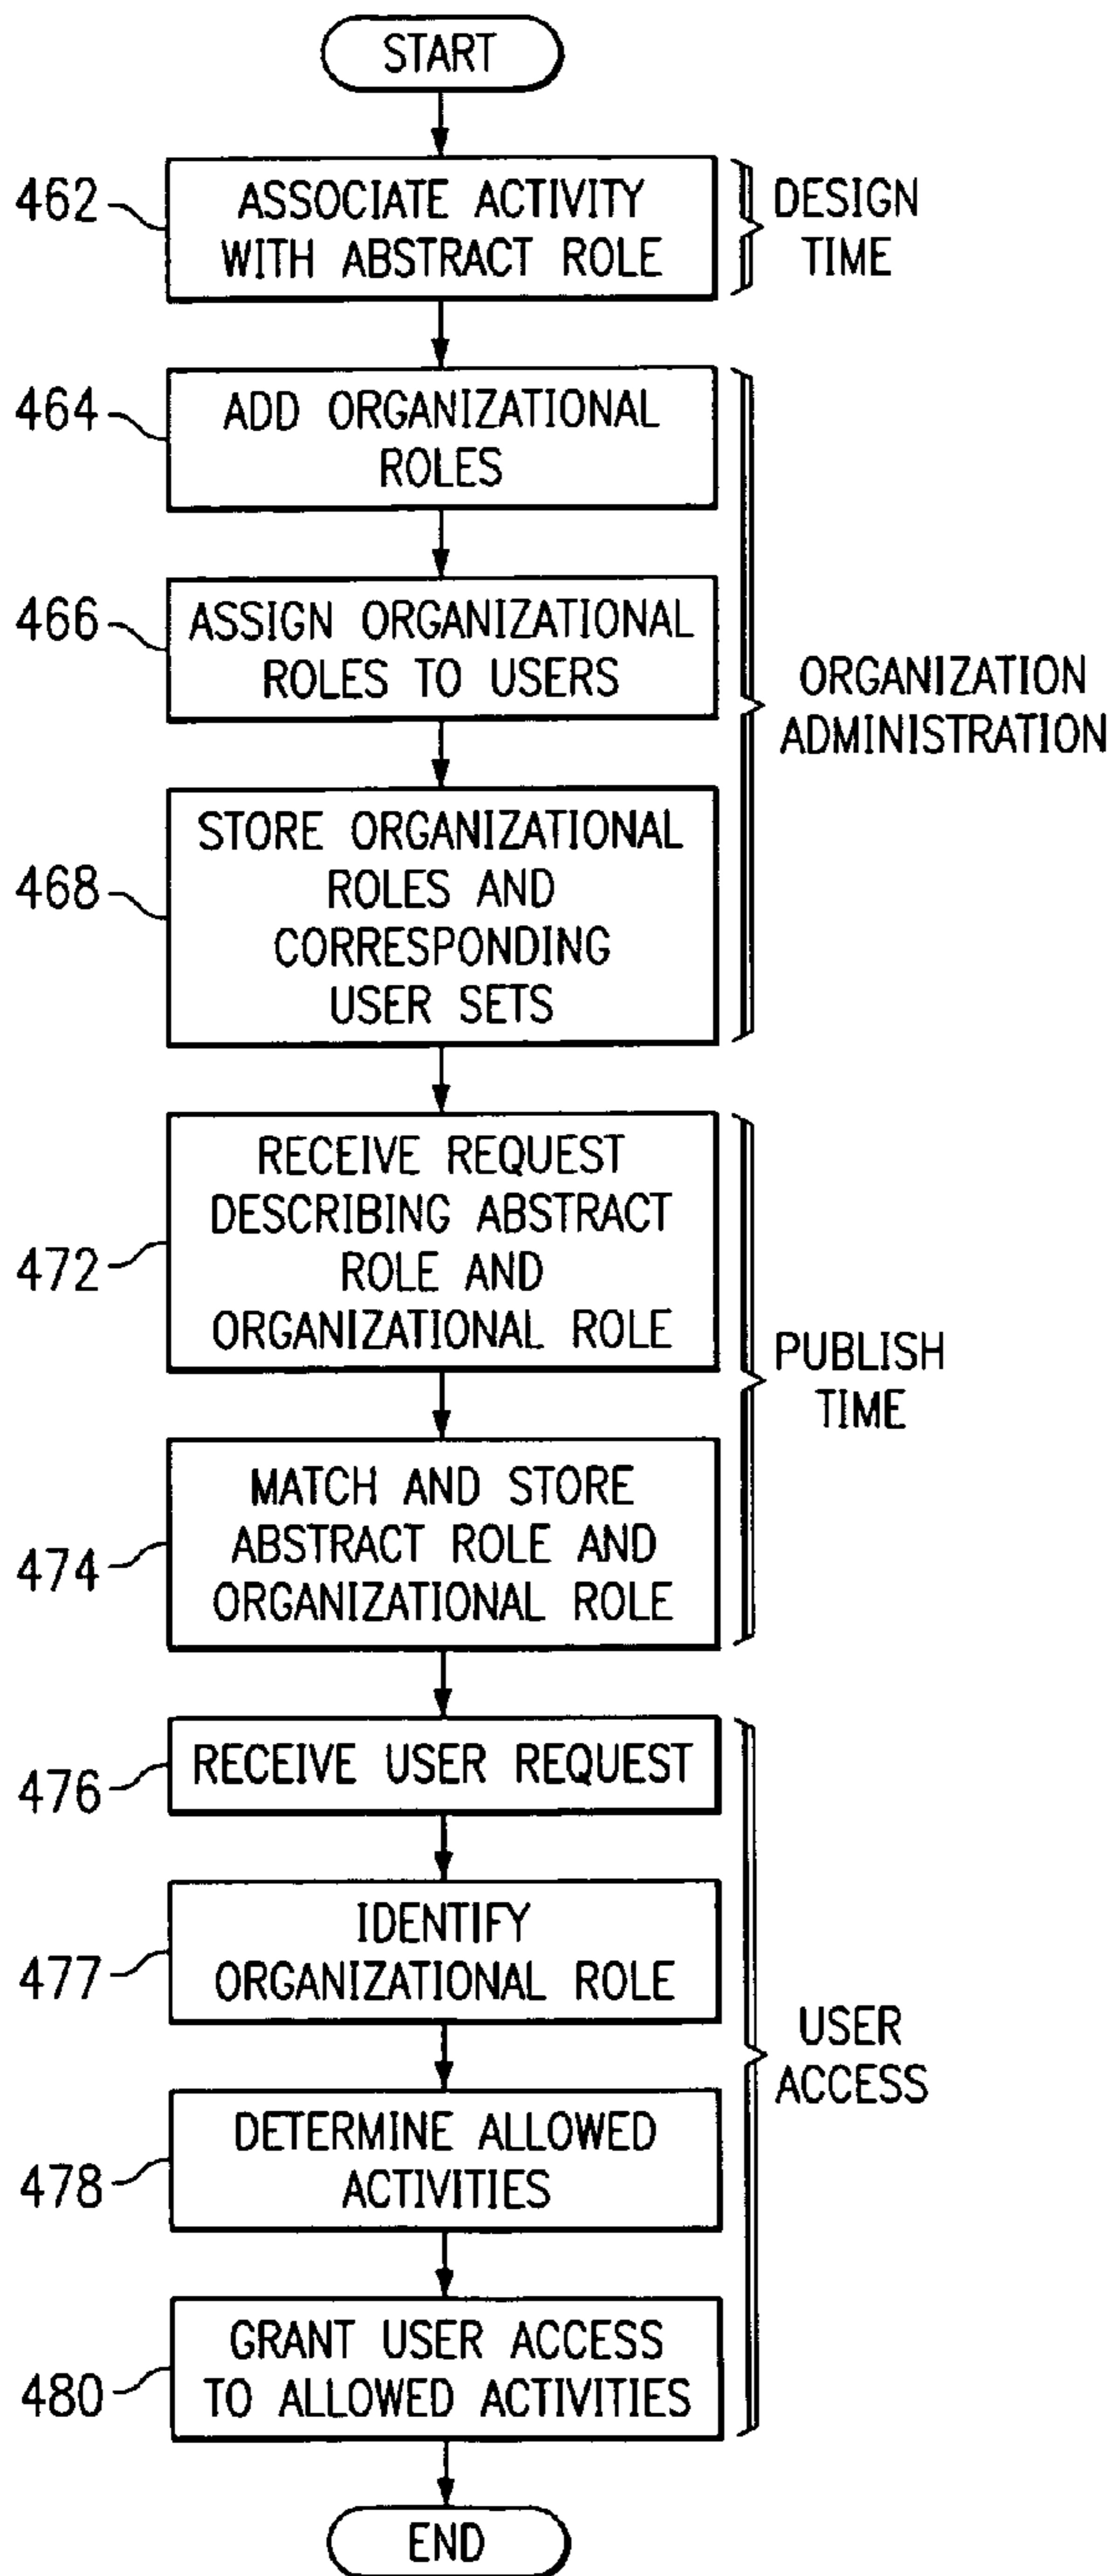 START
462
ASSOCIATE ACTIVITY
WITH ABSTRACT ROLE
DESIGN
TIME
464
ADD ORGANIZATIONAL
ROLES
466
ASSIGN ORGANIZATIONAL
ROLES TO USERS
ORGANIZATION
ADMINISTRATION
468
STORE ORGANIZATIONAL
ROLES AND
CORRESPONDING
USER SETS
472
RECEIVE REQUEST
DESCRIBING ABSTRACT
ROLE AND
ORGANIZATIONAL ROLE
PUBLISH
TIME
474
MATCH AND STORE
ABSTRACT ROLE AND
ORGANIZATIONAL ROLE
476
RECEIVE USER REQUEST
477
IDENTIFY
ORGANIZATIONAL ROLE
USER
ACCESS
478
DETERMINE ALLOWED
ACTIVITIES
480
GRANT USER ACCESS
TO ALLOWED ACTIVITIES
END